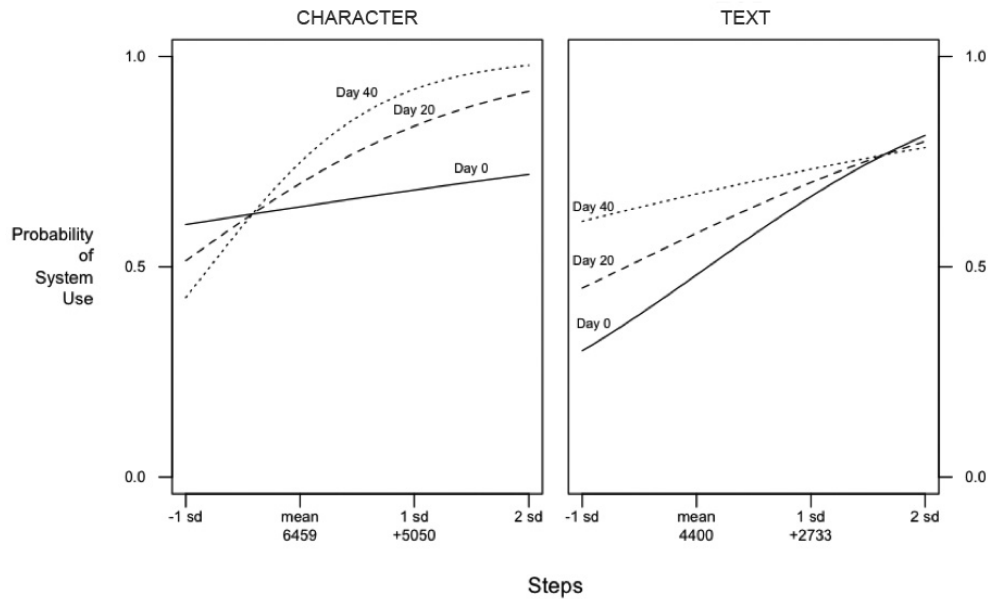 CHARACTER
TEXT
1.0
1.0
Day 40
Day 20
Day 0
Day 40
Day 20
Day 0
Probability
of
System
Use
0.5
0.5
0.0
0.0
-1 sd
mean
1 sd
2 sd
6459
+5050
-1 sd
mean
1 sd
2 sd
4400
+2733
Steps